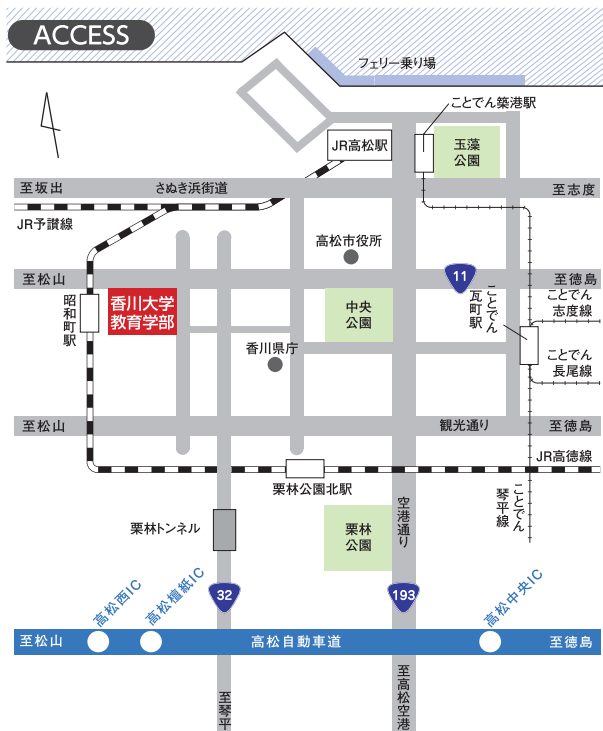 ACCESS
フェリー乗り場
ことでん築港駅
JR高松駅
玉藻
公園
至坂出
さぬき浜街道
至志度
JR予讃線
高松市役所
至松山
11
至徳島
昭和町駅
香川大学
教育学部
中央
公園
ことでん
瓦町駅
ことでん
志度線
香川県庁
ことでん
長尾線
至松山
観光通り
至徳島
JR高徳線
栗林公園北駅
ことでん
琴平線
栗林トンネル
栗林
公園
空港通り
高松西IC
高松檀紙IC
32
193
高松中央IC
至松山
高松自動車道
至徳島
至琴平
至高松空港